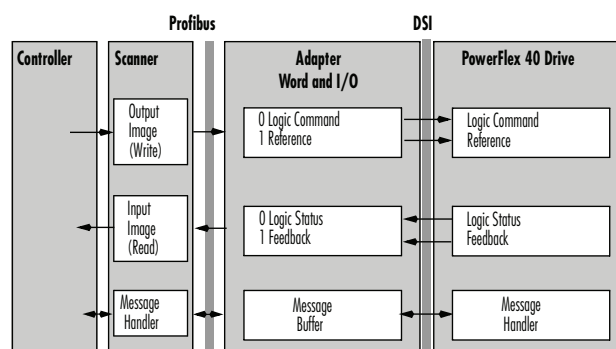 Profibus
DSI
Controller
Scanner
Adapter
Word and I/O
PowerFlex 40 Drive
Output
Image
(Write)
0 Logic Command
1 Reference
Logic Command
Reference
Input
Image
(Read)
0 Logic Status
1 Feedback
Logic Status
Feedback
Message
Handler
Message
Buffer
Message
Handler